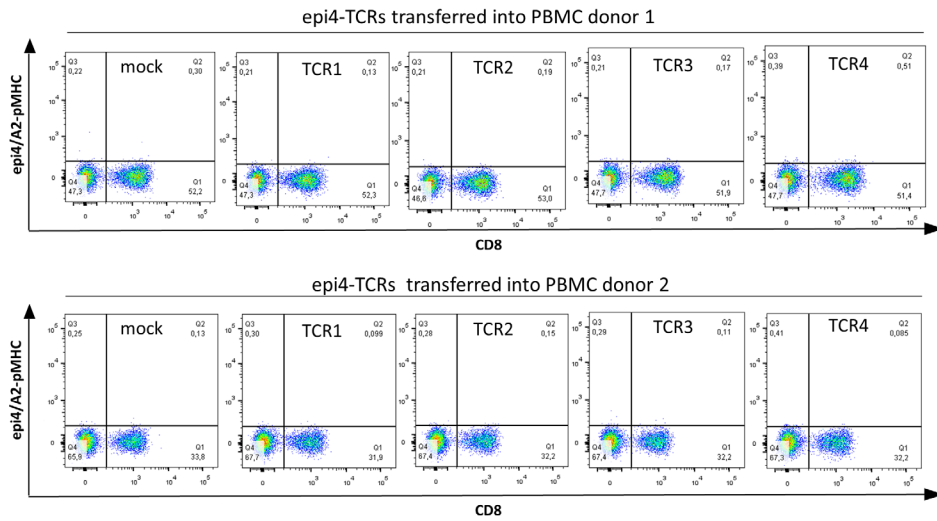 epi4-TCRs transferred into PBMC donor 1
mock
TCR1
TCR2
TCR3
TCR4
Q3
0,22
Q2
0,30
Q4
47,3
Q1
52,2
Q3
0,21
Q2
0,13
Q4
47,3
Q1
52,3
Q3
0,21
Q2
0,19
Q4
46,6
Q1
53,0
Q3
0,21
Q2
0,17
Q4
47,7
Q1
51,9
Q3
0,39
Q2
0,51
Q4
47,7
Q1
51,4
epi4/A2-pMHC
CD8
epi4-TCRs transferred into PBMC donor 2
mock
TCR1
TCR2
TCR3
TCR4
Q3
0,25
Q2
0,13
Q4
65,9
Q1
33,8
Q3
0,30
Q2
0,099
Q4
67,7
Q1
31,9
Q3
0,28
Q2
0,15
Q4
67,4
Q1
32,2
Q3
0,29
Q2
0,11
Q4
67,4
Q1
32,2
Q3
0,41
Q2
0,085
Q4
67,3
Q1
32,2
epi4/A2-pMHC
CD8